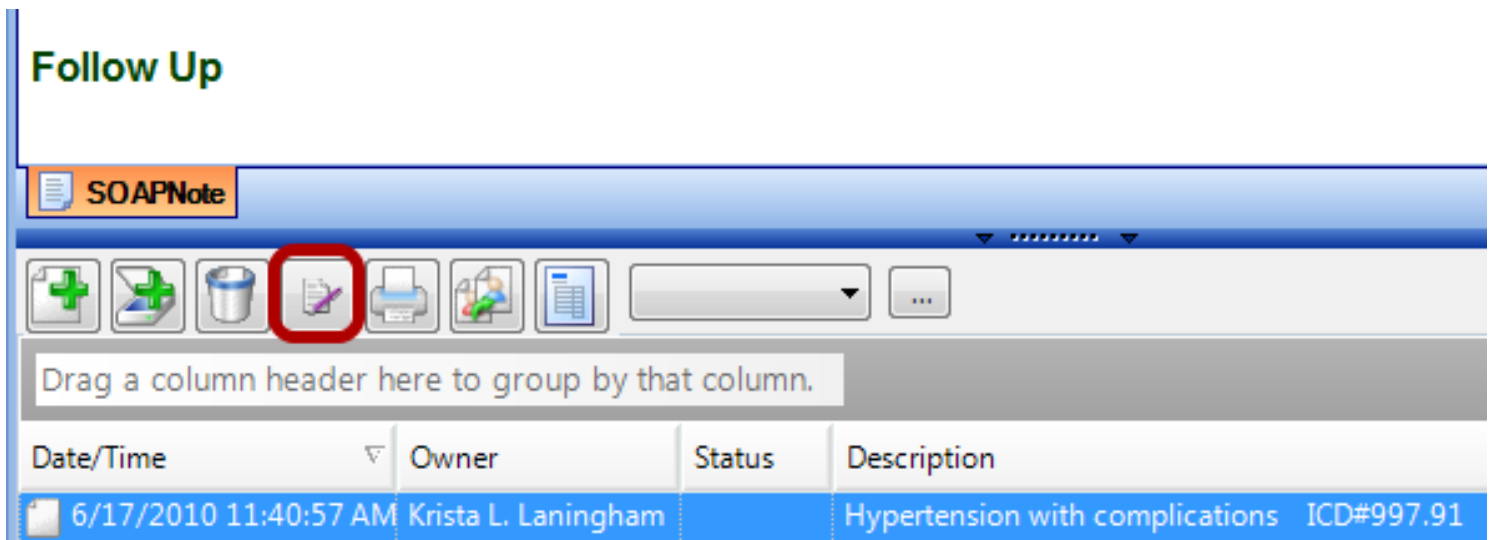 Follow Up
SOAPNote
...
Drag a column header here to group by that column.
Date/Time Owner Status Description
6/17/2010 11:40:57 AM Krista L. Laningham Hypertension with complications ICD#997.91